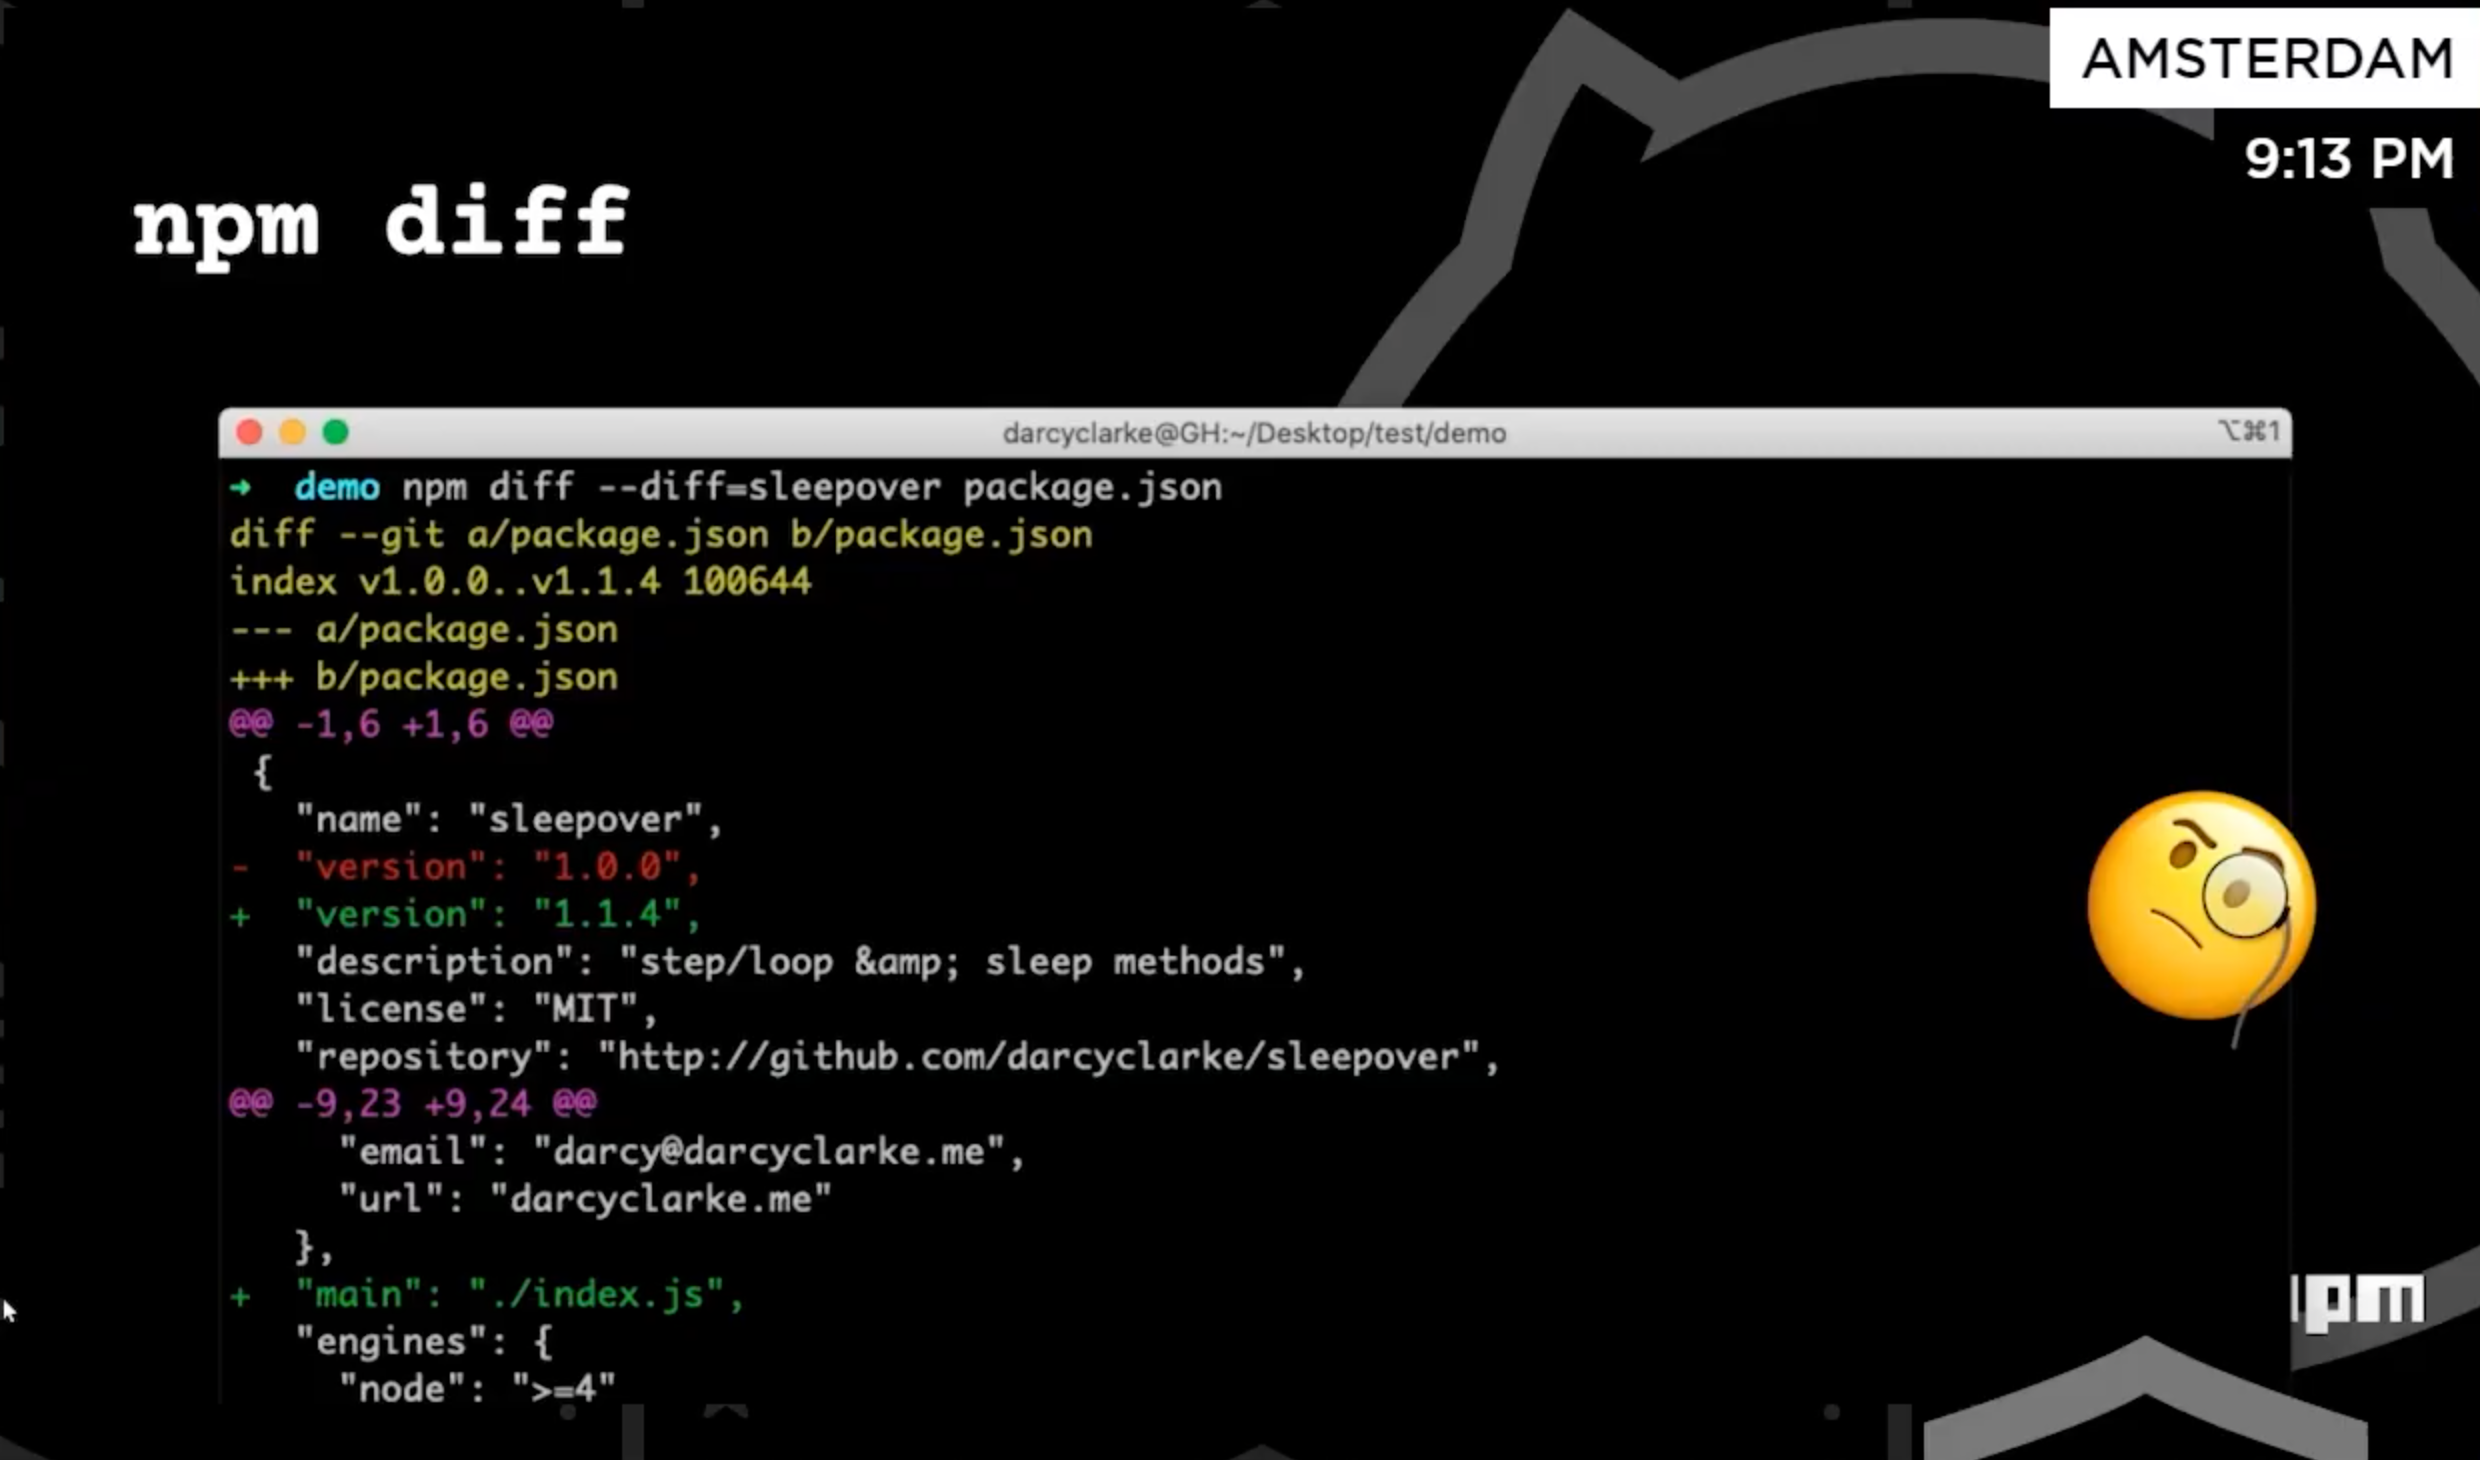 AMSTERDAM
9:13 PM
npm diff
darcyclarke@GH:~/Desktop/test/demo
⌥⌘1
➜ demo npm diff --diff=sleepover package.json
diff --git a/package.json b/package.json
index v1.0.0..v1.1.4 100644
--- a/package.json
+++ b/package.json
@@ -1,6 +1,6 @@
 {
   "name": "sleepover",
-  "version": "1.0.0",
+  "version": "1.1.4",
   "description": "step/loop &amp; sleep methods",
   "license": "MIT",
   "repository": "http://github.com/darcyclarke/sleepover",
@@ -9,23 +9,24 @@
     "email": "darcy@darcyclarke.me",
     "url": "darcyclarke.me"
   },
+  "main": "./index.js",
   "engines": {
     "node": ">=4"
npm